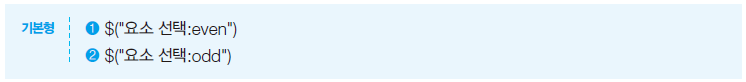 기본형 ❶ $("요소 선택:even")
❷ $("요소 선택:odd")